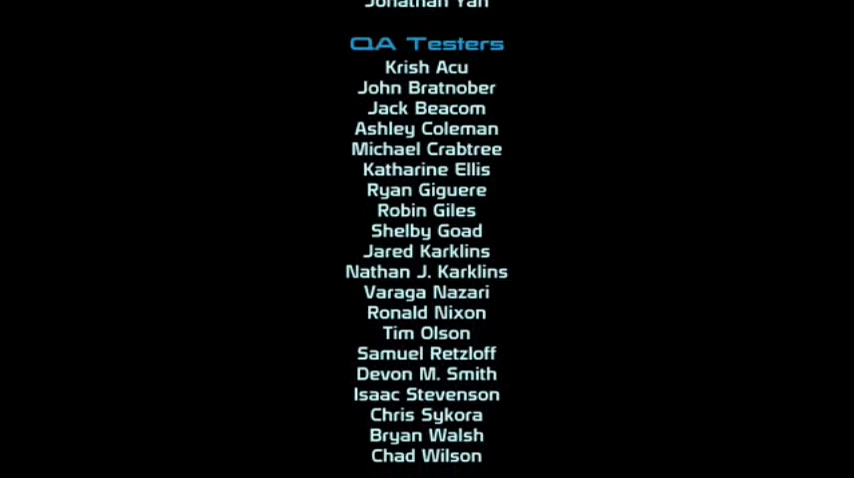 Jonathan Yan
QA Testers
Krish Acu
John Bratnober
Jack Beacom
Ashley Coleman
Michael Crabtree
Katharine Ellis
Ryan Giguere
Robin Giles
Shelby Goad
Jared Karklins
Nathan J. Karklins
Varaga Nazari
Ronald Nixon
Tim Olson
Samuel Retzloff
Devon M. Smith
Isaac Stevenson
Chris Sykora
Bryan Walsh
Chad Wilson